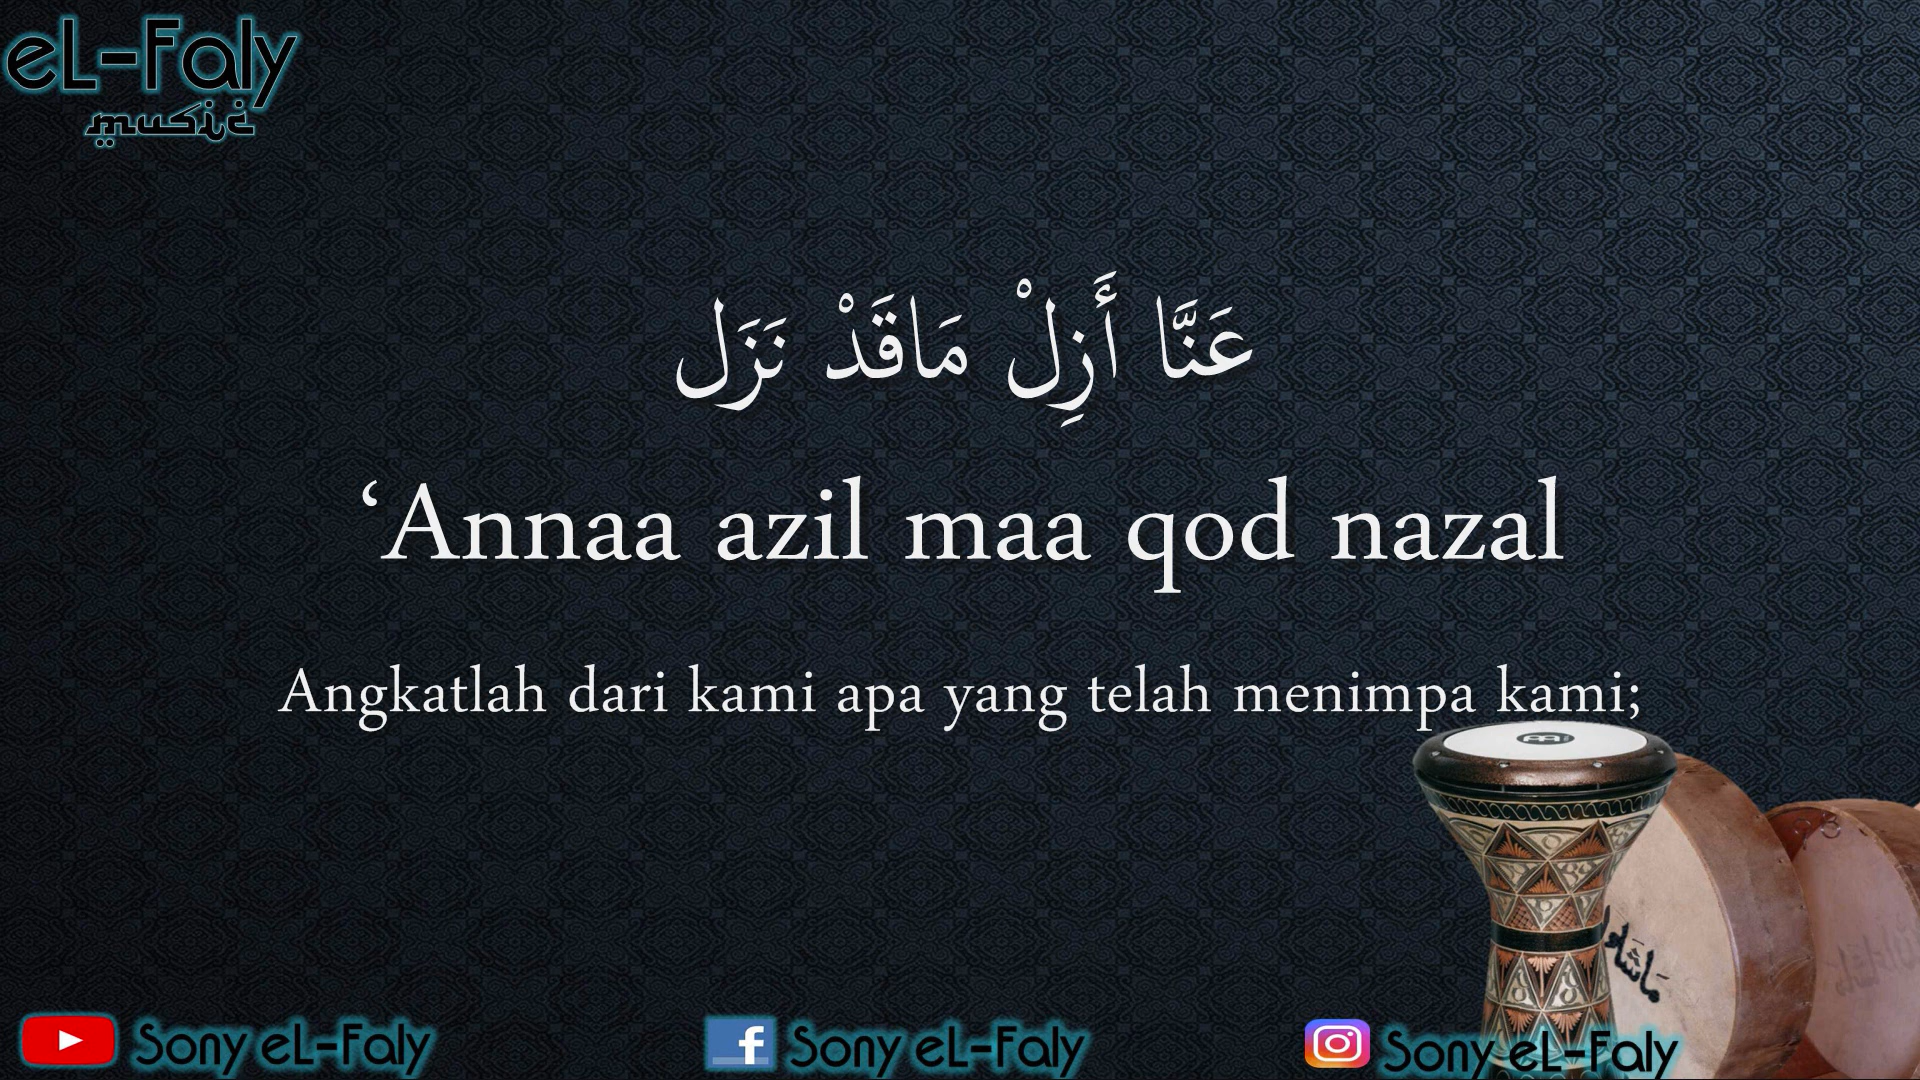 eL-Faly
music
عَنَّا أَزِلْ مَاقَدْ نَزَل
‘Annaa azil maa qod nazal
Angkatlah dari kami apa yang telah menimpa kami;
Sony eL-Faly
Sony eL-Faly
Sony eL-Faly